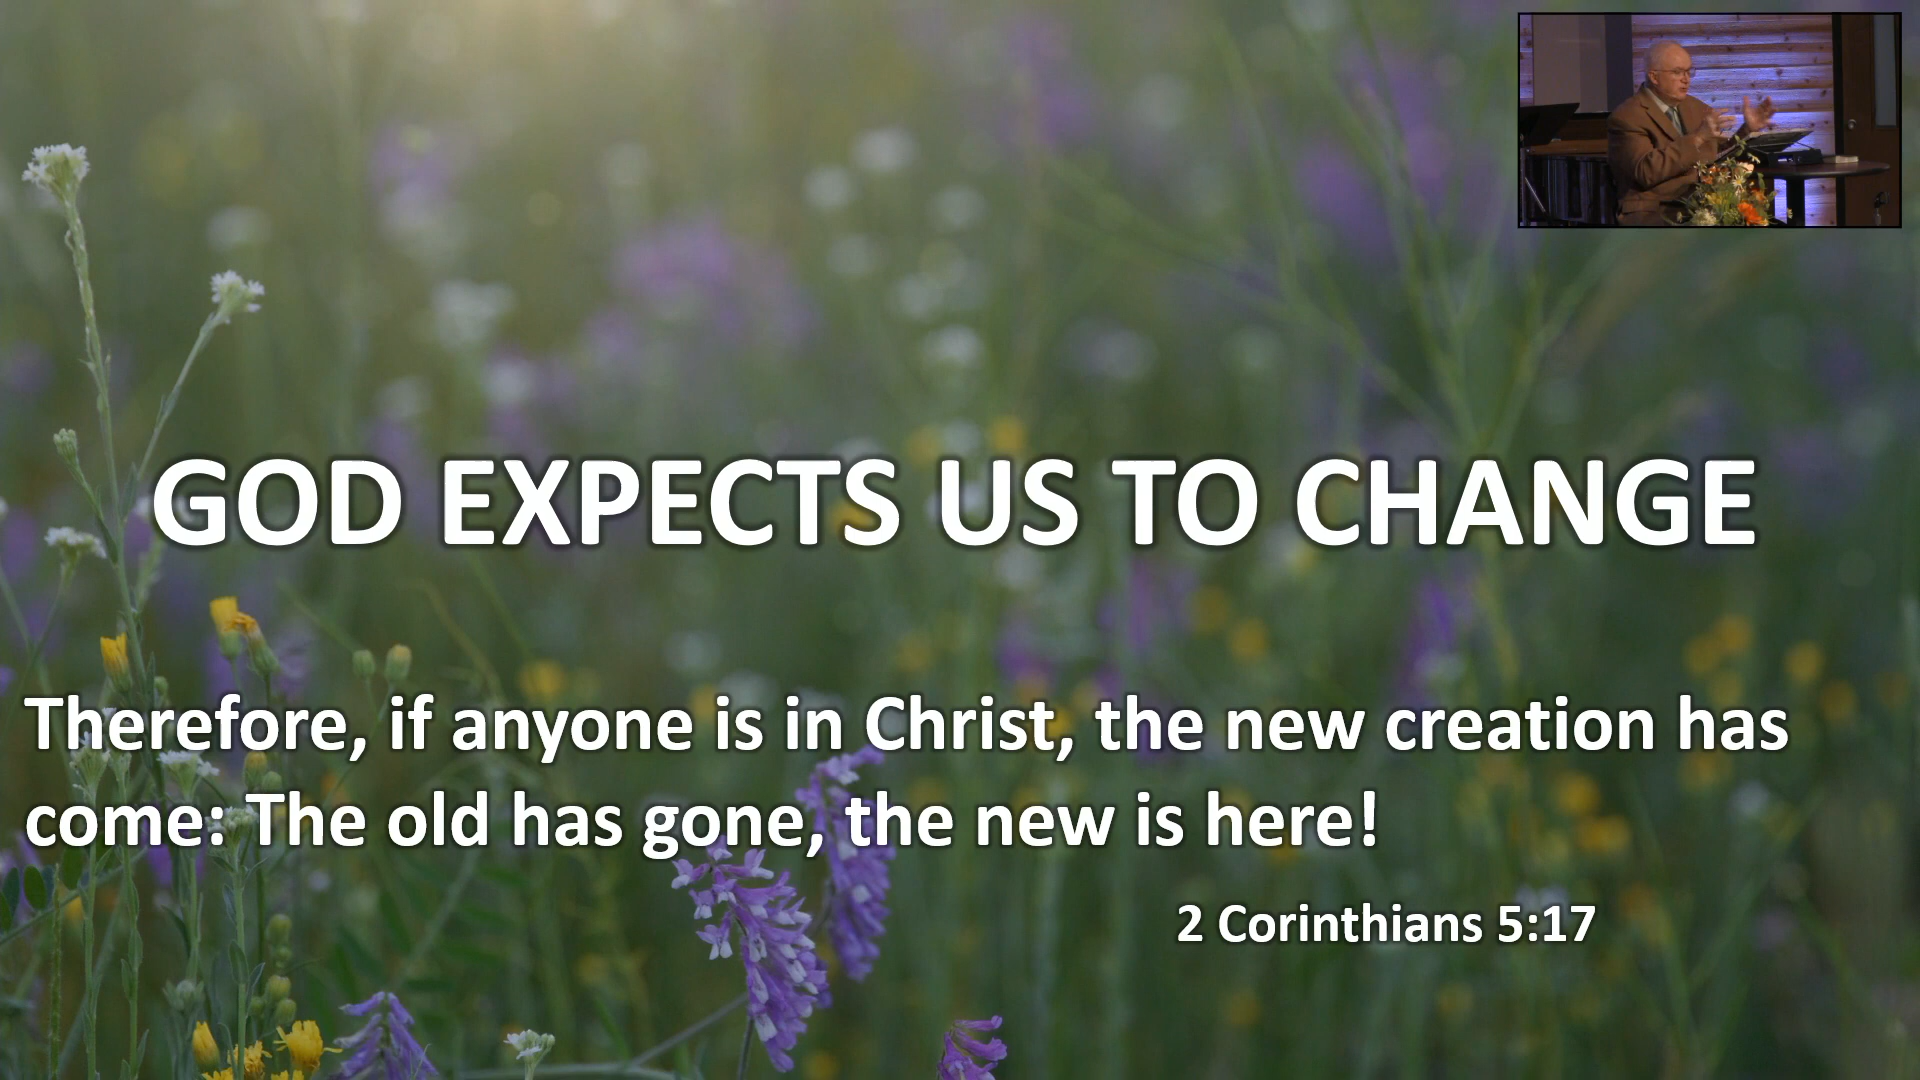 GOD EXPECTS US TO CHANGE
Therefore, if anyone is in Christ, the new creation has
come: The old has gone, the new is here!
2 Corinthians 5:17